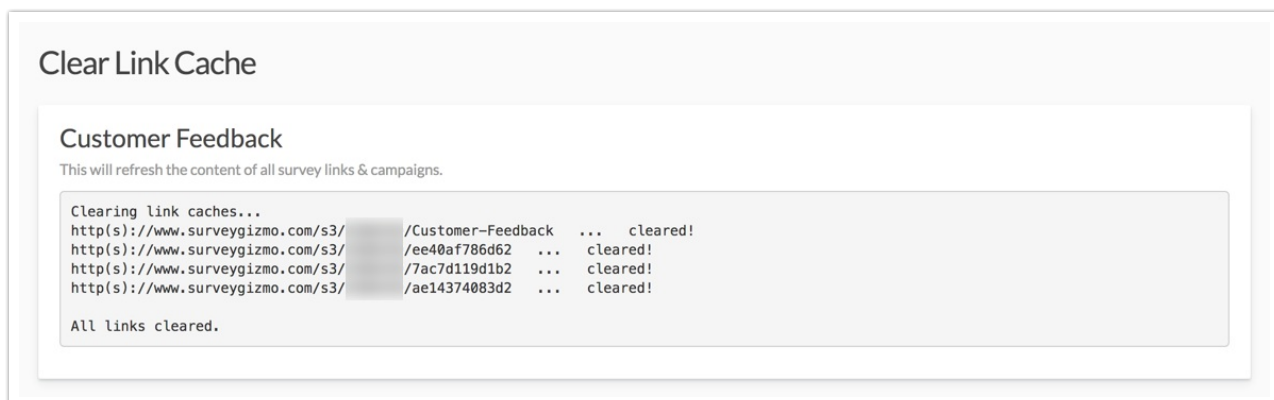 Clear Link Cache
Customer Feedback
This will refresh the content of all survey links & campaigns.
Clearing link caches...
http(s)://www.surveygizmo.com/s3/ /Customer-Feedback ... cleared!
http(s)://www.surveygizmo.com/s3/ /ee40af786d62 ... cleared!
http(s)://www.surveygizmo.com/s3/ /7ac7d119d1b2 ... cleared!
http(s)://www.surveygizmo.com/s3/ /ae14374083d2 ... cleared!
All links cleared.